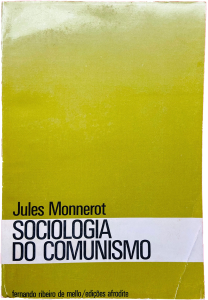 Jules Monnerot
SOCIOLOGIA
DO COMUNISMO
fernando ribeiro de mello/edições afrodite